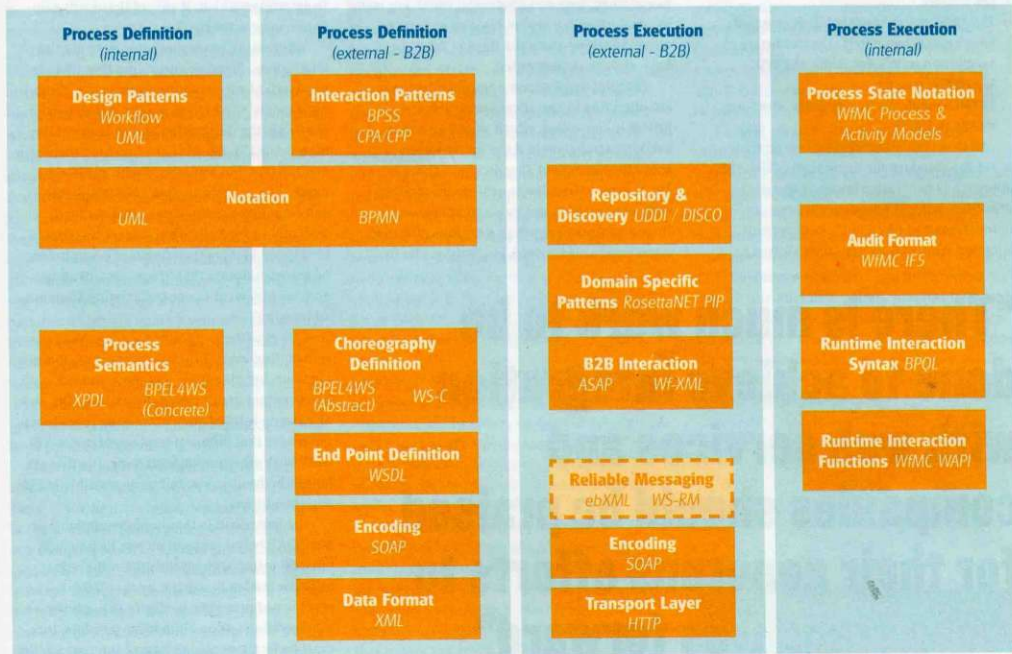 Process Definition
(internal)
Design Patterns
Workflow
UML
Process Definition
(external - B2B)
Interaction Patterns
BPSS
CPA/CPP
Notation
UML BPMN
Process
Semantics
XPDL BPEL4WS
(Concrete)
Choreography
Definition
BPEL4WS
(Abstract) WS-C
End Point Definition
WSDL
Encoding
SOAP
Data Format
XML
Process Execution
(external - B2B)
Repository &
Discovery UDDI / DISCO
Domain Specific
Patterns RosettaNET PIP
B2B Interaction
ASAP Wf-XML
Reliable Messaging
ebXML WS-RM
Encoding
SOAP
Transport Layer
HTTP
Process Execution
(internal)
Process State Notation
WfMC Process &
Activity Models
Audit Format
WfMC IF5
Runtime Interaction
Syntax BPQL
Runtime Interaction
Functions WfMC WAPI